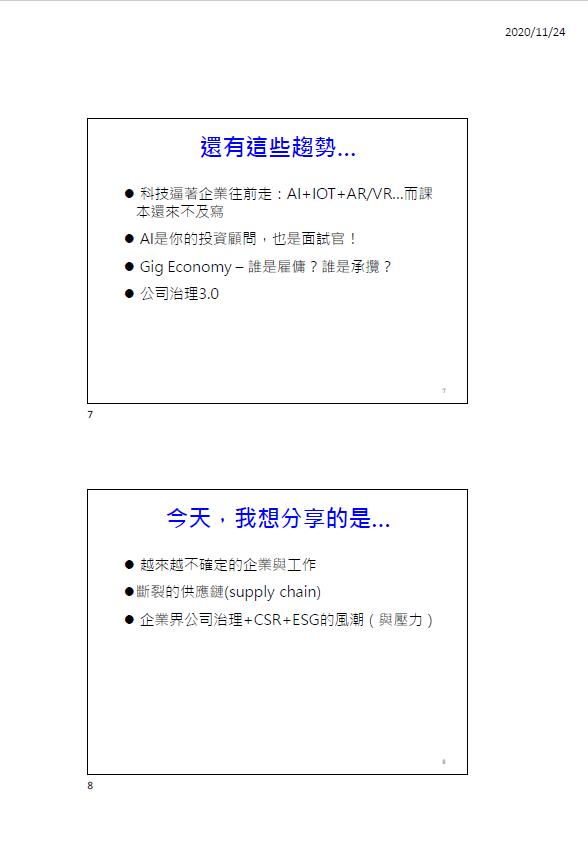 2020/11/24
還有這些趨勢...
● 科技逼著企業往前走：AI+IOT+AR/VR...而課
本還來不及寫
● AI是你的投資顧問，也是面試官！
● Gig Economy – 誰是雇傭？誰是承攬？
● 公司治理3.0
7
7
今天，我想分享的是...
● 越來越不確定的企業與工作
●斷裂的供應鏈(supply chain)
● 企業界公司治理+CSR+ESG的風潮（與壓力）
8
8